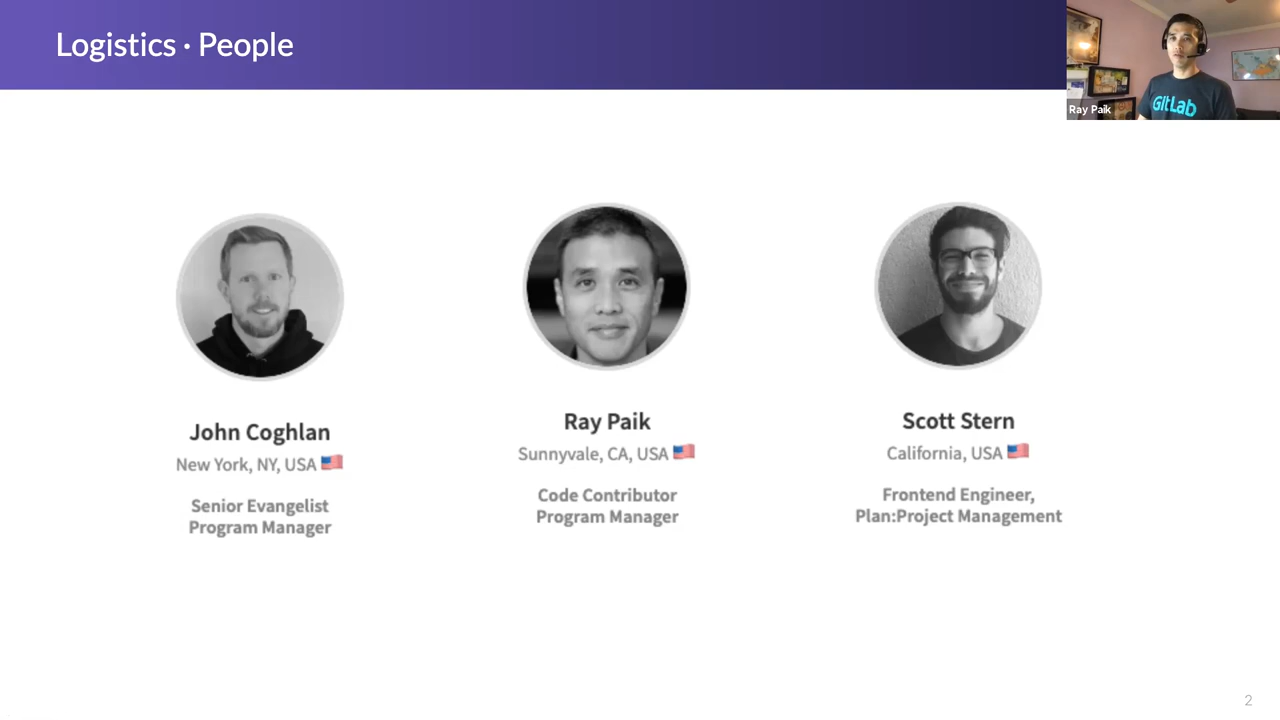 Logistics · People
GitLab
Ray Paik
John Coghlan
New York, NY, USA 🇺🇸
Senior Evangelist
Program Manager
Ray Paik
Sunnyvale, CA, USA 🇺🇸
Code Contributor
Program Manager
Scott Stern
California, USA 🇺🇸
Frontend Engineer,
Plan:Project Management
2